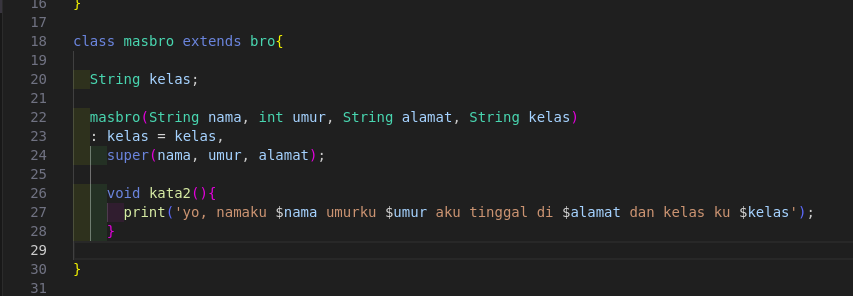 16 }
17
18 class masbro extends bro{
19
20 String kelas;
21
22 masbro(String nama, int umur, String alamat, String kelas)
23 : kelas = kelas,
24 super(nama, umur, alamat);
25
26 void kata2(){
27 print('yo, namaku $nama umurku $umur aku tinggal di $alamat dan kelas ku $kelas');
28 }
29
30 }
31